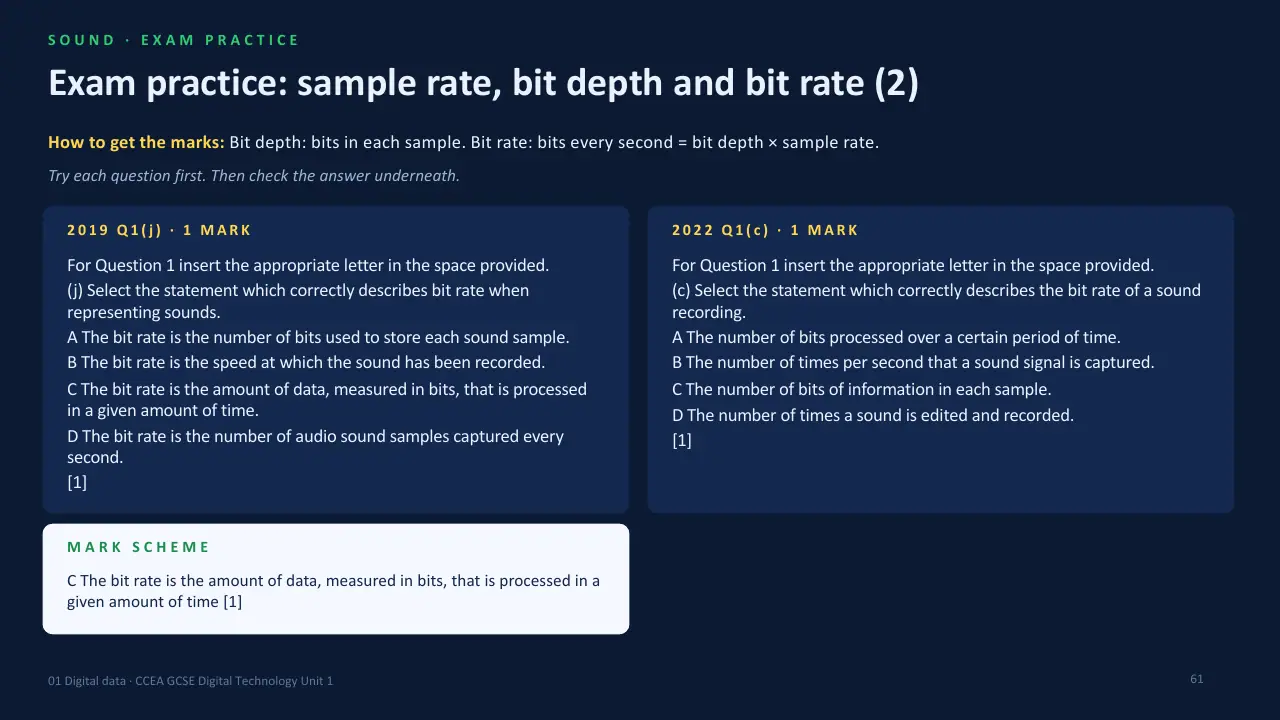 SOUND · EXAM PRACTICE
Exam practice: sample rate, bit depth and bit rate (2)
How to get the marks: Bit depth: bits in each sample. Bit rate: bits every second = bit depth × sample rate.
Try each question first. Then check the answer underneath.
2019 Q1(j) · 1 MARK
For Question 1 insert the appropriate letter in the space provided.
(j) Select the statement which correctly describes bit rate when
representing sounds.
A The bit rate is the number of bits used to store each sound sample.
B The bit rate is the speed at which the sound has been recorded.
C The bit rate is the amount of data, measured in bits, that is processed
in a given amount of time.
D The bit rate is the number of audio sound samples captured every
second.
[1]
MARK SCHEME
C The bit rate is the amount of data, measured in bits, that is processed in a
given amount of time [1]
2022 Q1(c) · 1 MARK
For Question 1 insert the appropriate letter in the space provided.
(c) Select the statement which correctly describes the bit rate of a sound
recording.
A The number of bits processed over a certain period of time.
B The number of times per second that a sound signal is captured.
C The number of bits of information in each sample.
D The number of times a sound is edited and recorded.
[1]
01 Digital data · CCEA GCSE Digital Technology Unit 1
61